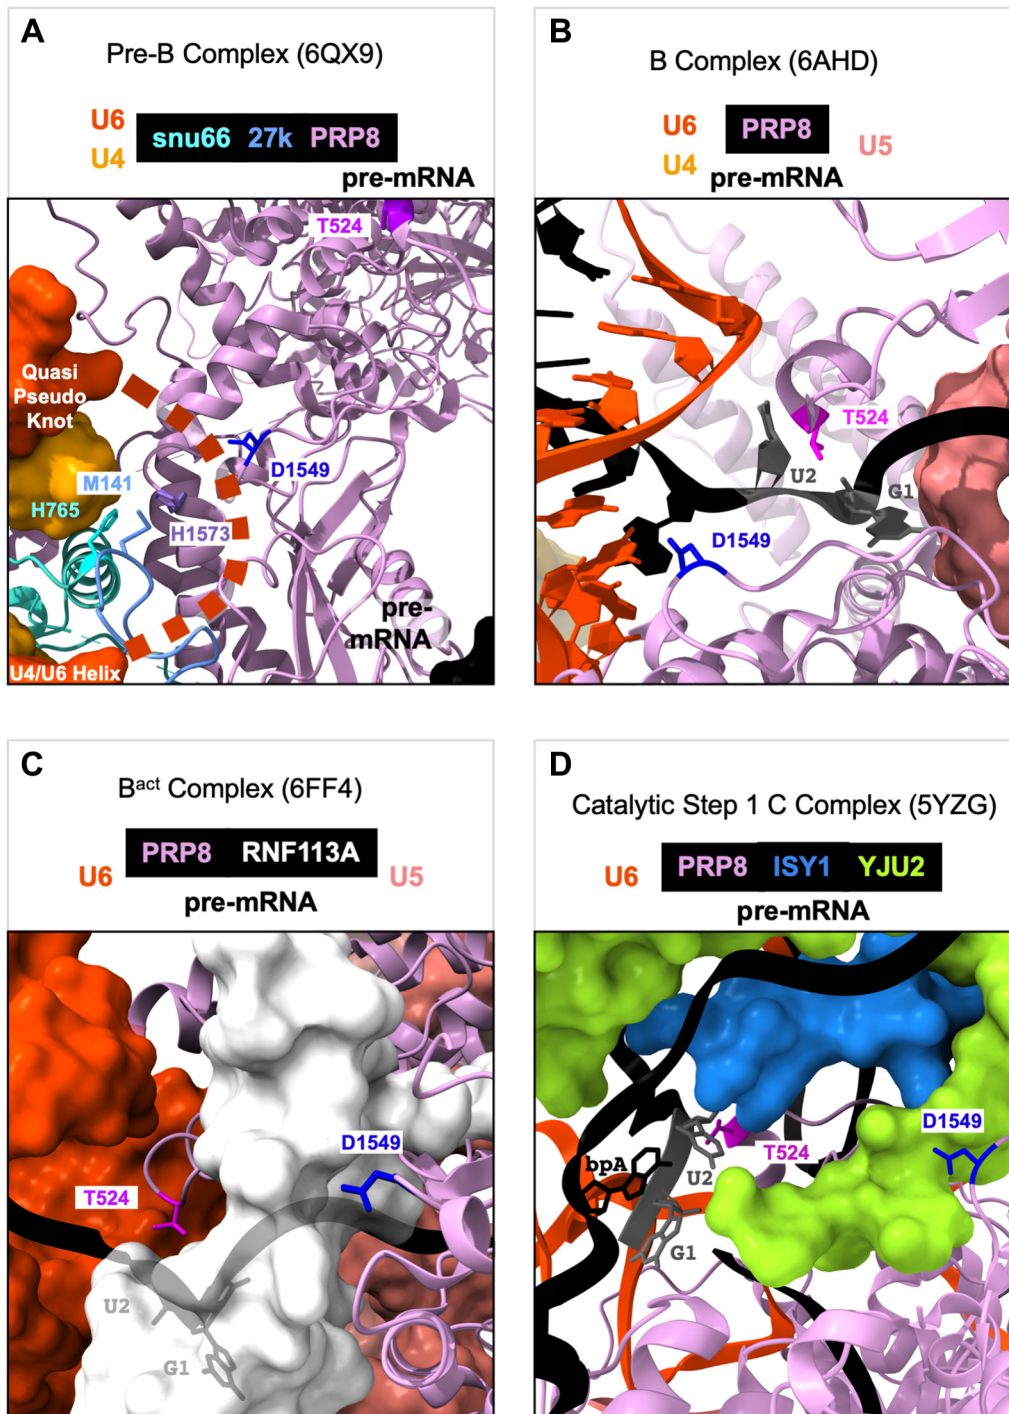 A
Pre-B Complex (6QX9)
U6
U4
snu66 27k PRP8
pre-mRNA
T524
Quasi
Pseudo
Knot
M141
H765
D1549
H1573
pre-
mRNA
U4/U6 Helix
B
B Complex (6AHD)
U6
U4
PRP8
U5
pre-mRNA
T524
U2
G1
D1549
C
Bact Complex (6FF4)
PRP8 RNF113A
U6
U5
pre-mRNA
D1549
T524
U2
G1
D
Catalytic Step 1 C Complex (5YZG)
U6
PRP8 ISY1 YJU2
pre-mRNA
D1549
T524
bpA
U2
G1